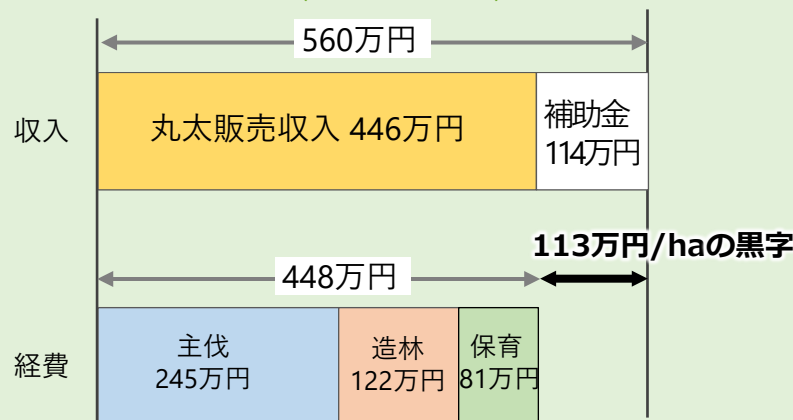 560万円
収入
丸太販売収入 446万円
補助金
114万円
113万円/haの黒字
448万円
経費
主伐
245万円
造林
122万円
保育
81万円